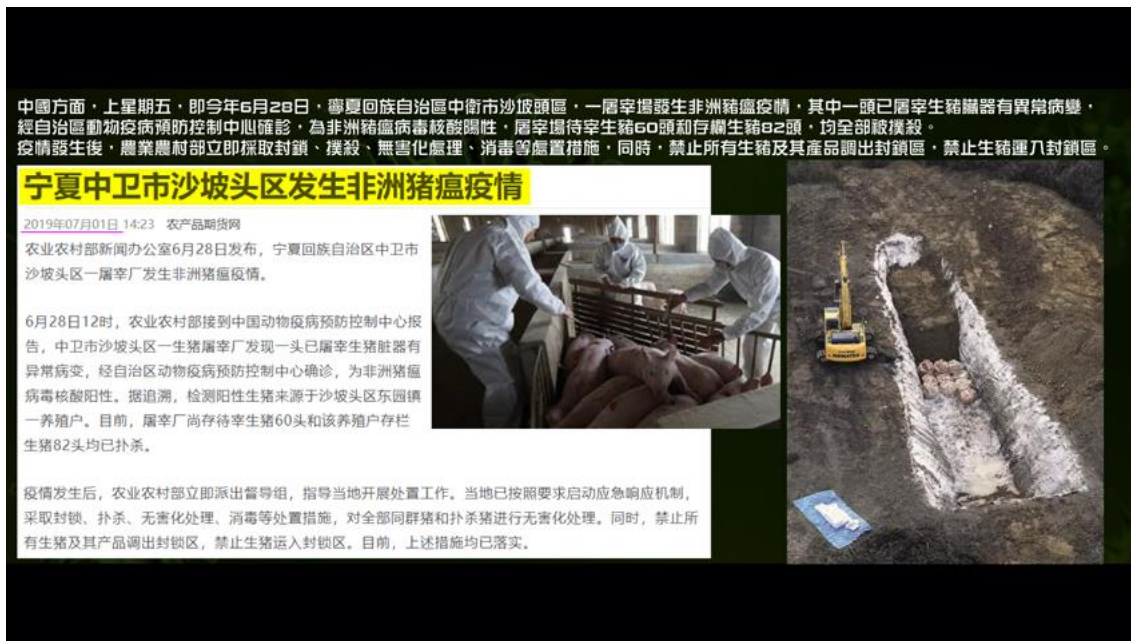 中國方面，上星期五，即今年6月28日，寧夏回族自治區中衛市沙坡頭區，一屠宰場發生非洲豬瘟疫情，其中一頭已屠宰生豬臟器有異常病變，
經自治區動物疫病預防控制中心確診，為非洲豬瘟病毒核酸陽性，屠宰場待宰生豬60頭和存欄生豬82頭，均全部被撲殺。
疫情發生後，農業農村部立即採取封鎖、撲殺、無害化處理、消毒等處置措施，同時，禁止所有生豬及其產品調出封鎖區，禁止生豬運入封鎖區。
宁夏中卫市沙坡头区发生非洲猪瘟疫情
2019年07月01日 14:23 农产品期货网
农业农村部新闻办公室6月28日发布，宁夏回族自治区中卫市
沙坡头区一屠宰厂发生非洲猪瘟疫情。
6月28日12时，农业农村部接到中国动物疫病预防控制中心报
告，中卫市沙坡头区一生猪屠宰厂发现一头已屠宰生猪脏器有
异常病变，经自治区动物疫病预防控制中心确诊，为非洲猪瘟
病毒核酸阳性。据追溯，检测阳性生猪来源于沙坡头区东园镇
一养殖户。目前，屠宰厂尚存待宰生猪60头和该养殖户存栏
生猪82头均已扑杀。
疫情发生后，农业农村部立即派出督导组，指导当地开展处置工作。当地已按照要求启动应急响应机制，
采取封锁、扑杀、无害化处理、消毒等处置措施，对全部同群猪和扑杀猪进行无害化处理。同时，禁止所
有生猪及其产品调出封锁区，禁止生猪运入封锁区。目前，上述措施均已落实。
KOMATSU